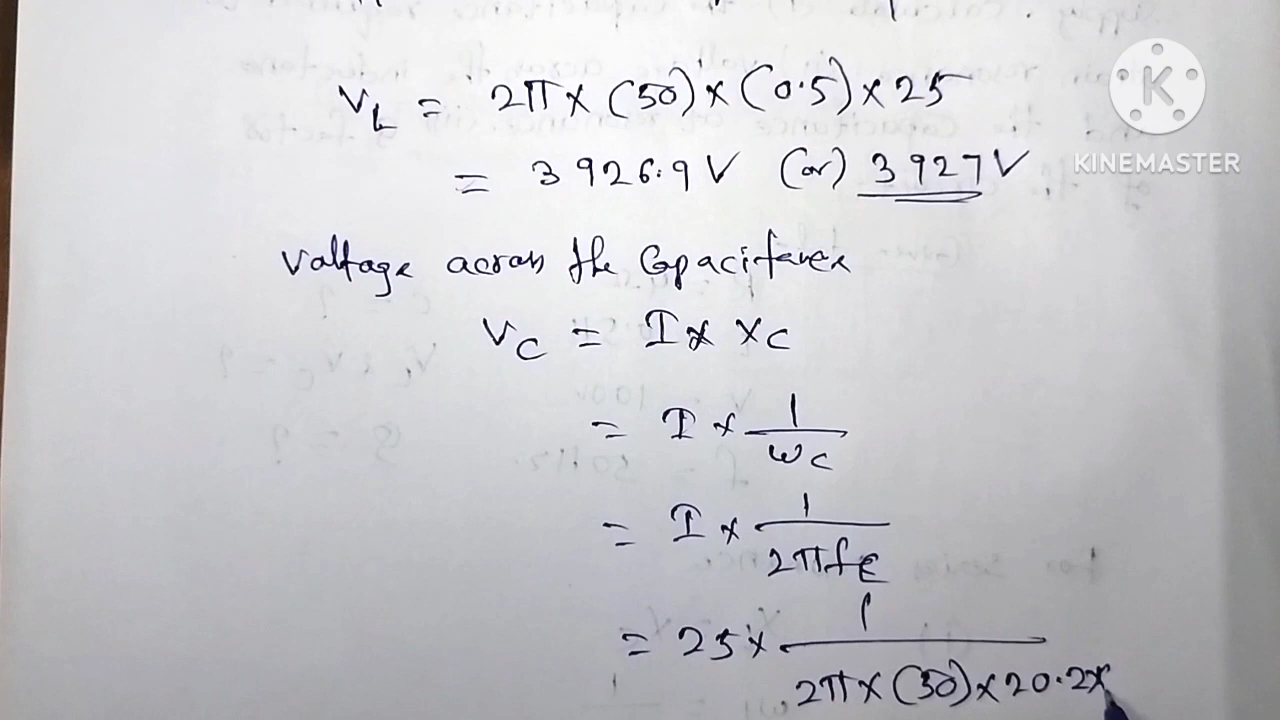 V_L = 2π × (50) × (0.5) × 25
= 3926.9 V (or) 3927 V
K
KINEMASTER
Voltage across the Capacitance
V_C = I × X_C
= I × 1/ωC
= I × 1/2πfC
= 25 × 1/2π × (50) × 20.2 ×